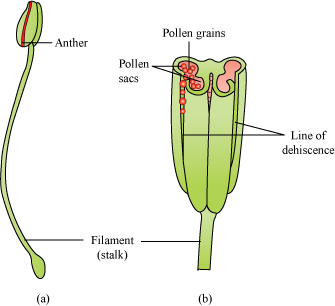 Pollen grains
Anther
Pollen
sacs
Line of
dehiscence
Filament
(stalk)
(a)
(b)